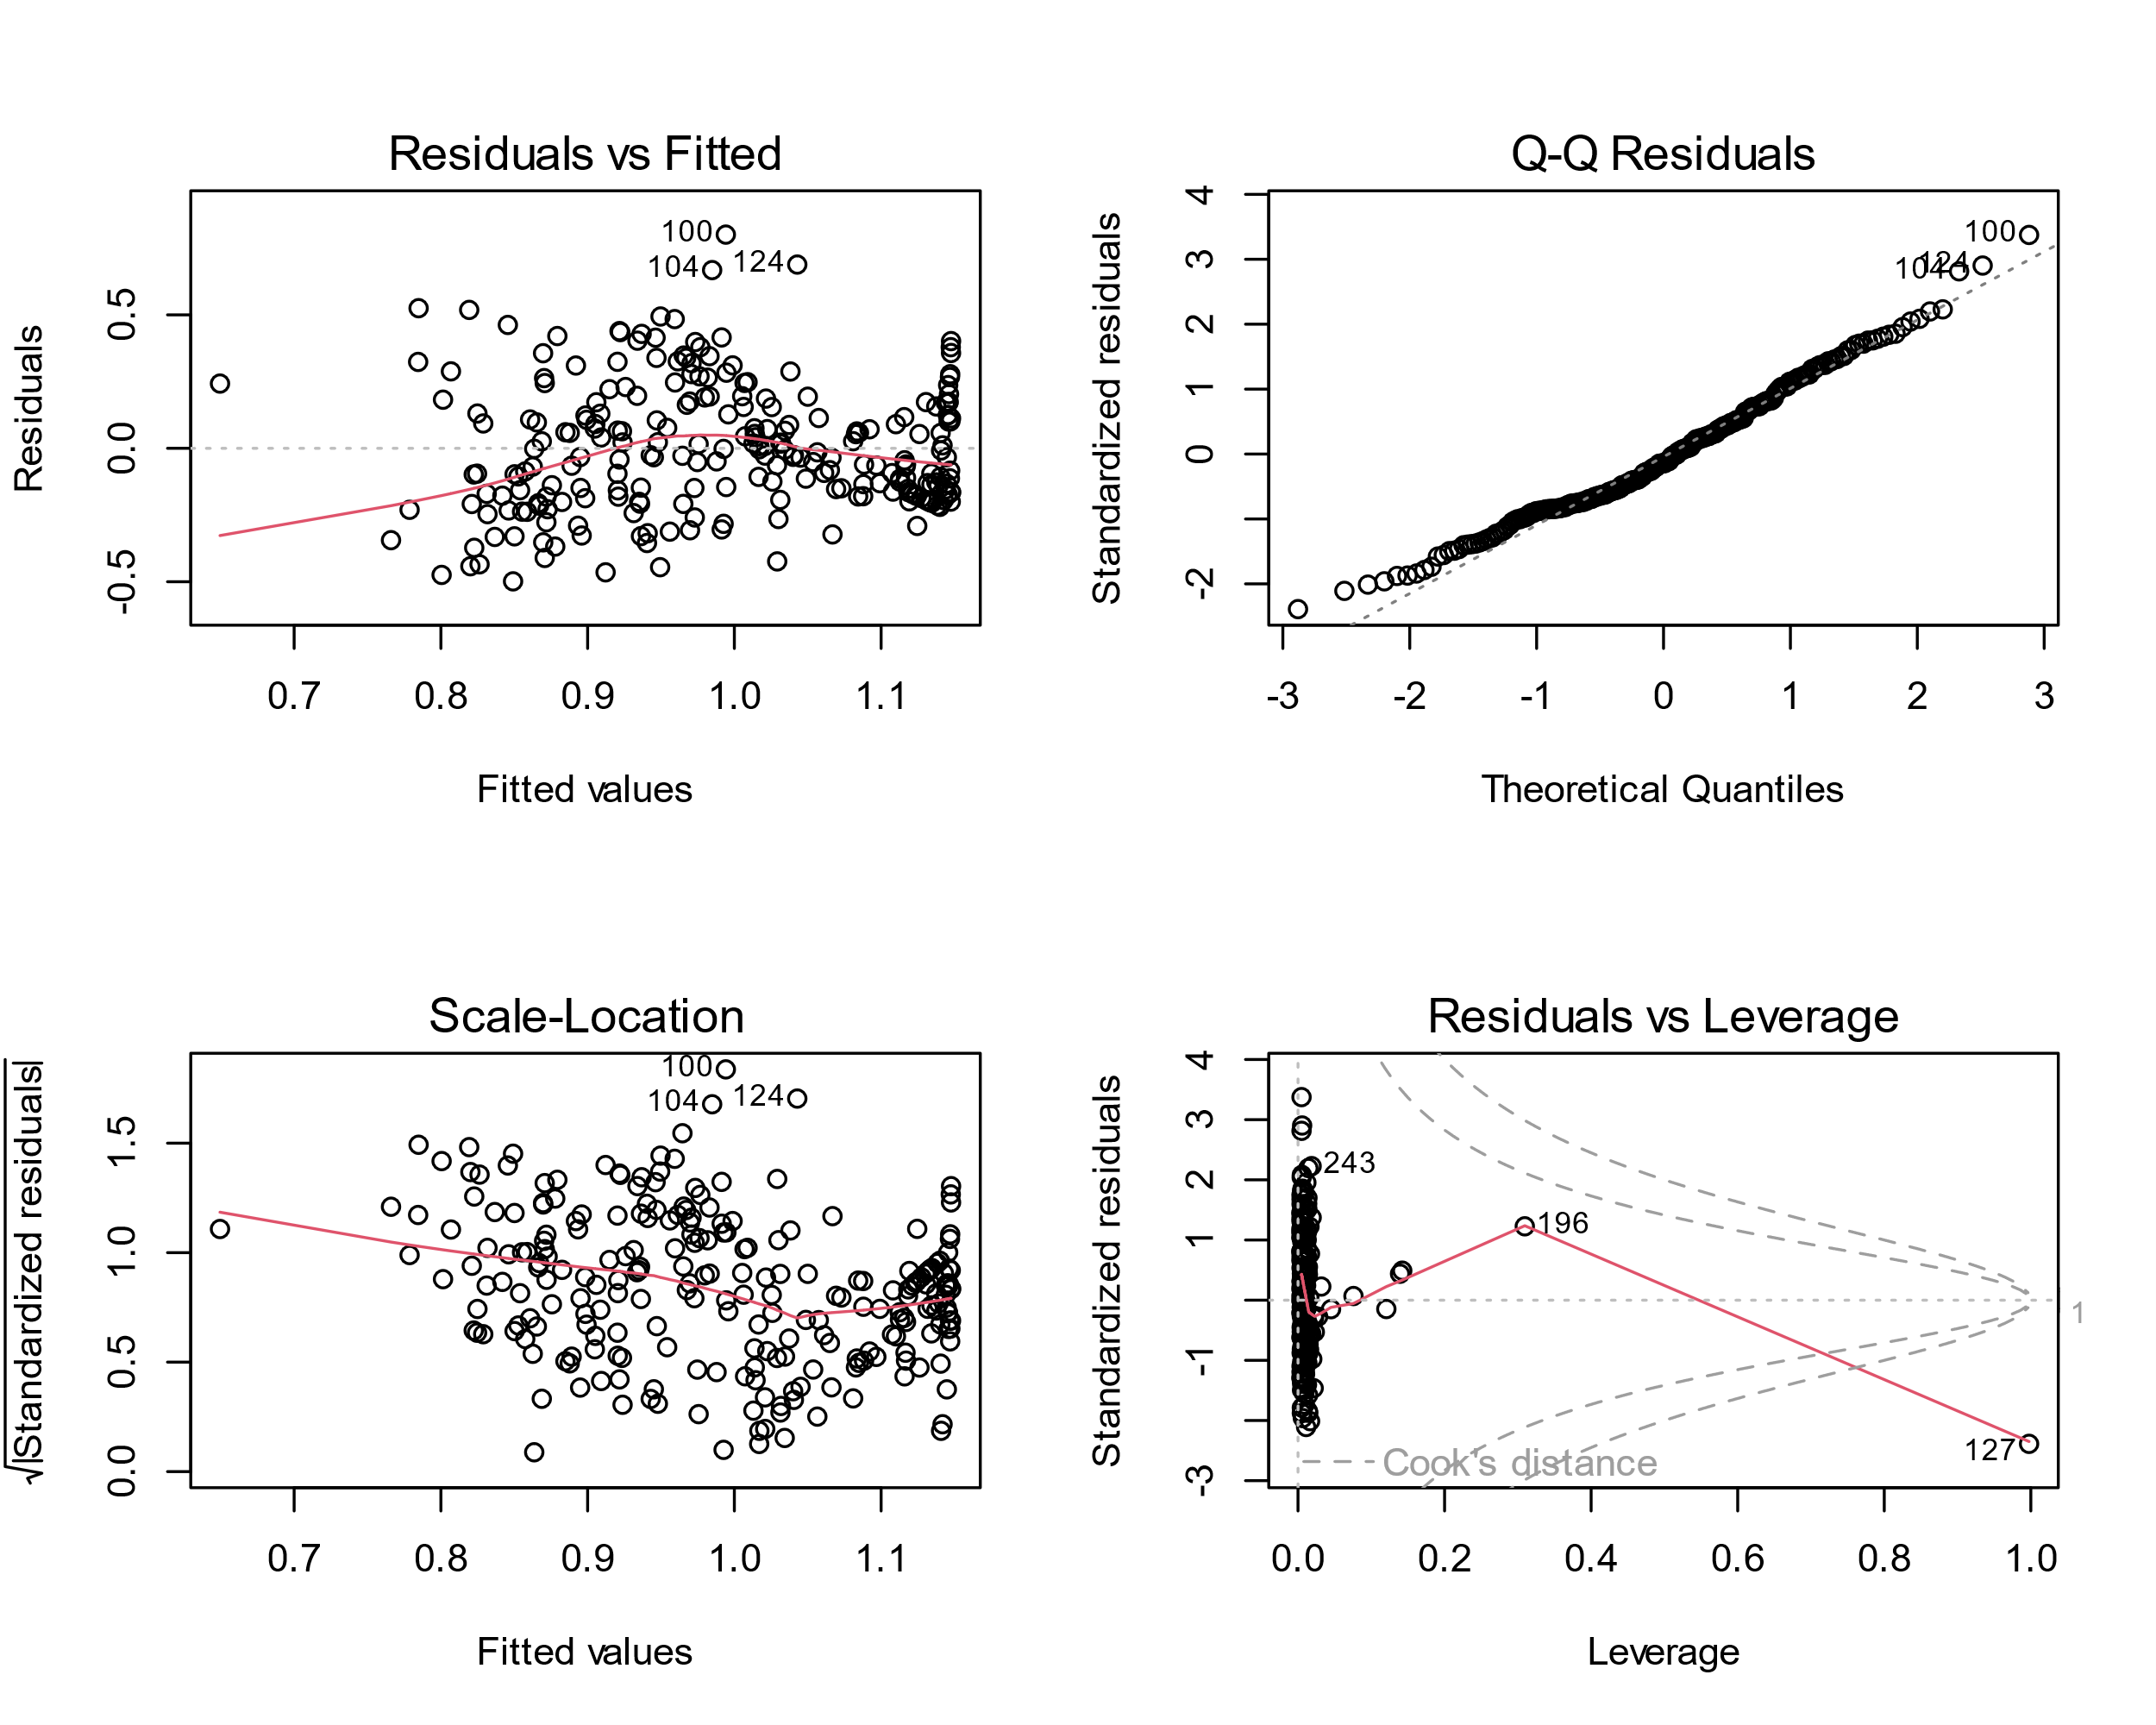 Residuals vs Fitted
Residuals
0.5
0.0
-0.5
100
104
124
0.7 0.8 0.9 1.0 1.1
Fitted values
Q-Q Residuals
Standardized residuals
4
3
2
1
0
-2
100
124
104
-3 -2 -1 0 1 2 3
Theoretical Quantiles
Scale-Location
√|Standardized residuals|
1.5
1.0
0.5
0.0
100
104
124
0.7 0.8 0.9 1.0 1.1
Fitted values
Residuals vs Leverage
Standardized residuals
4
3
2
1
-1
-3
243
196
127
1
Cook's distance
0.0 0.2 0.4 0.6 0.8 1.0
Leverage